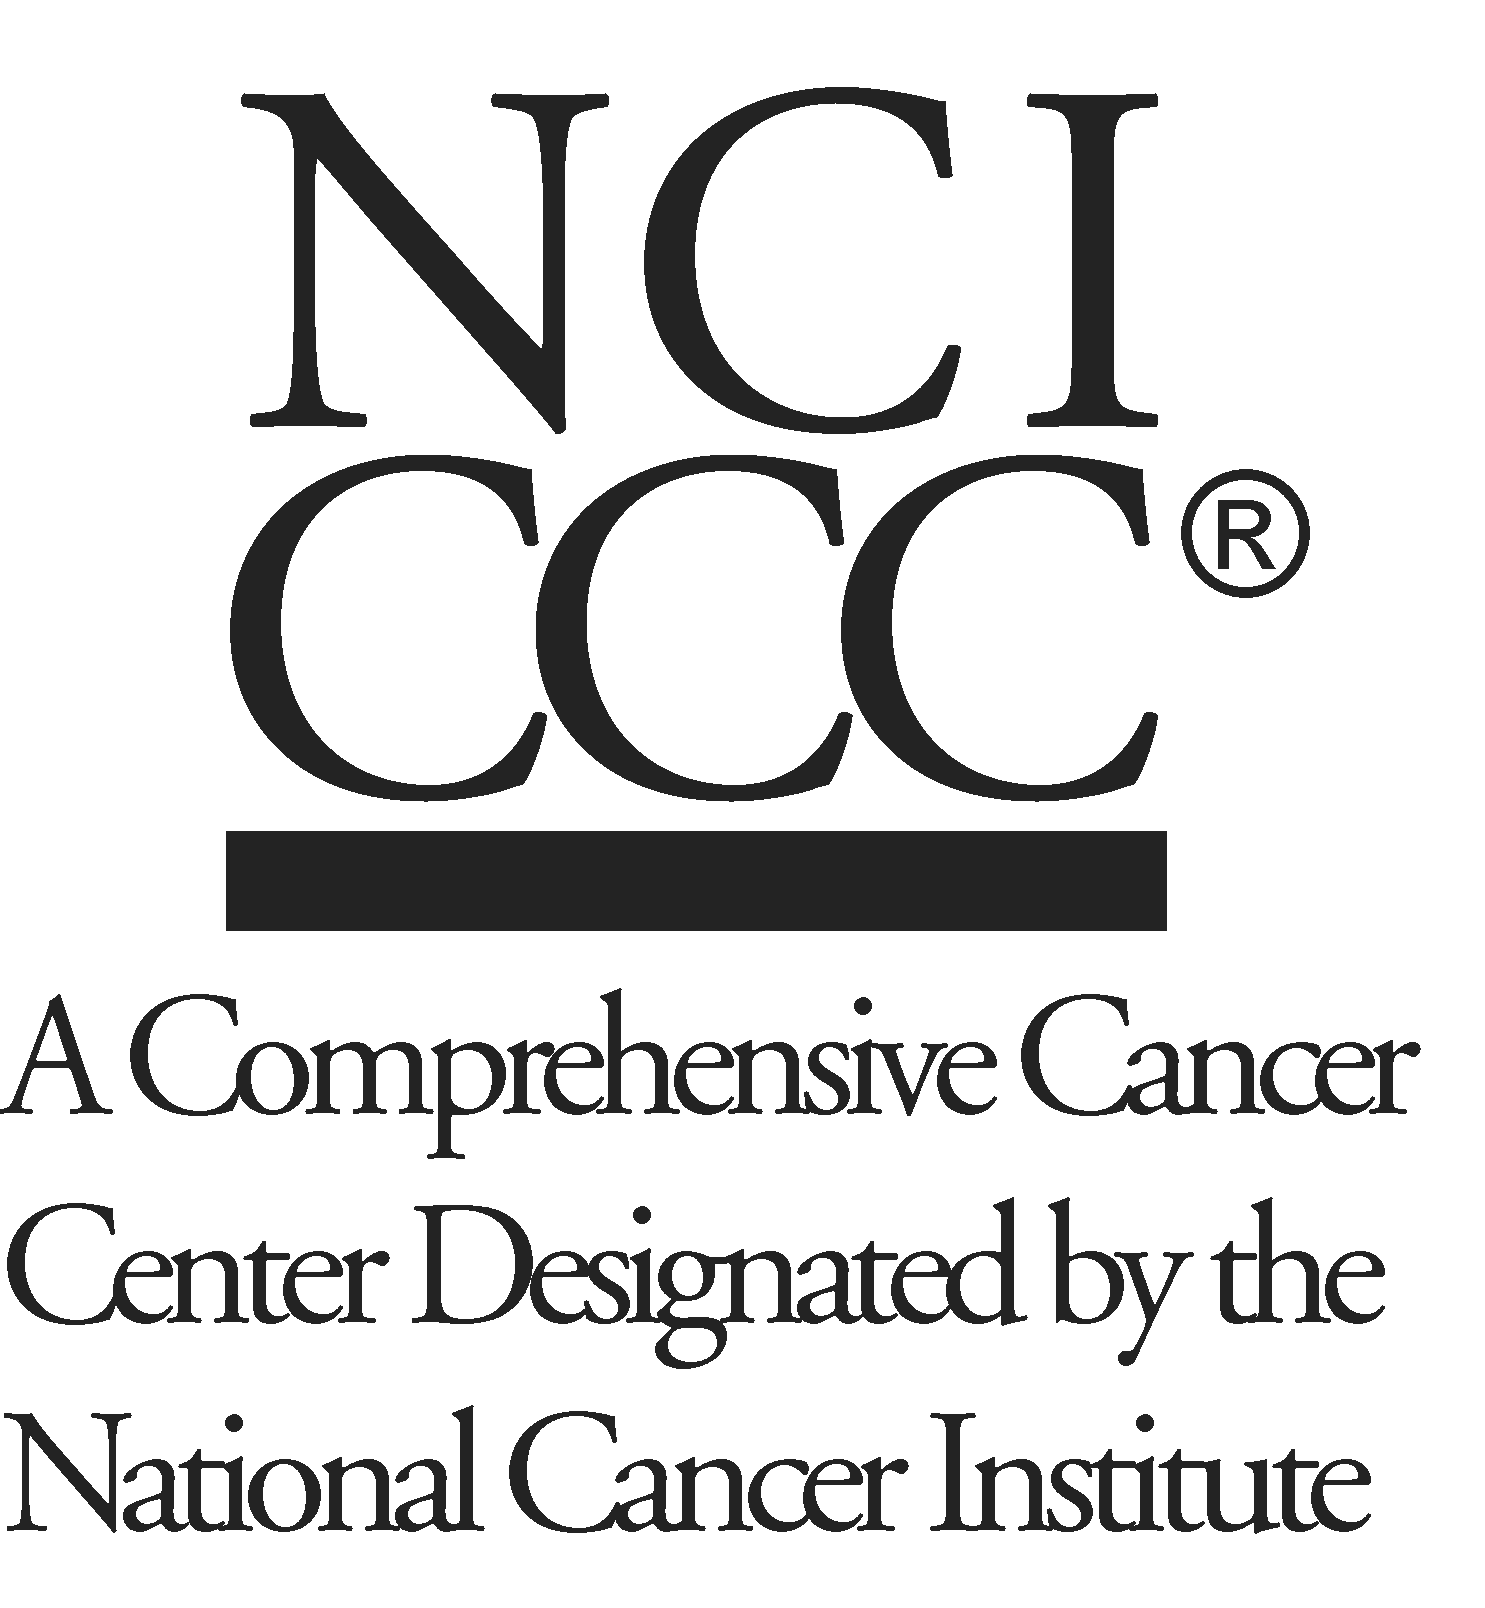 NCI
CCC®
A Comprehensive Cancer
Center Designated by the
National Cancer Institute